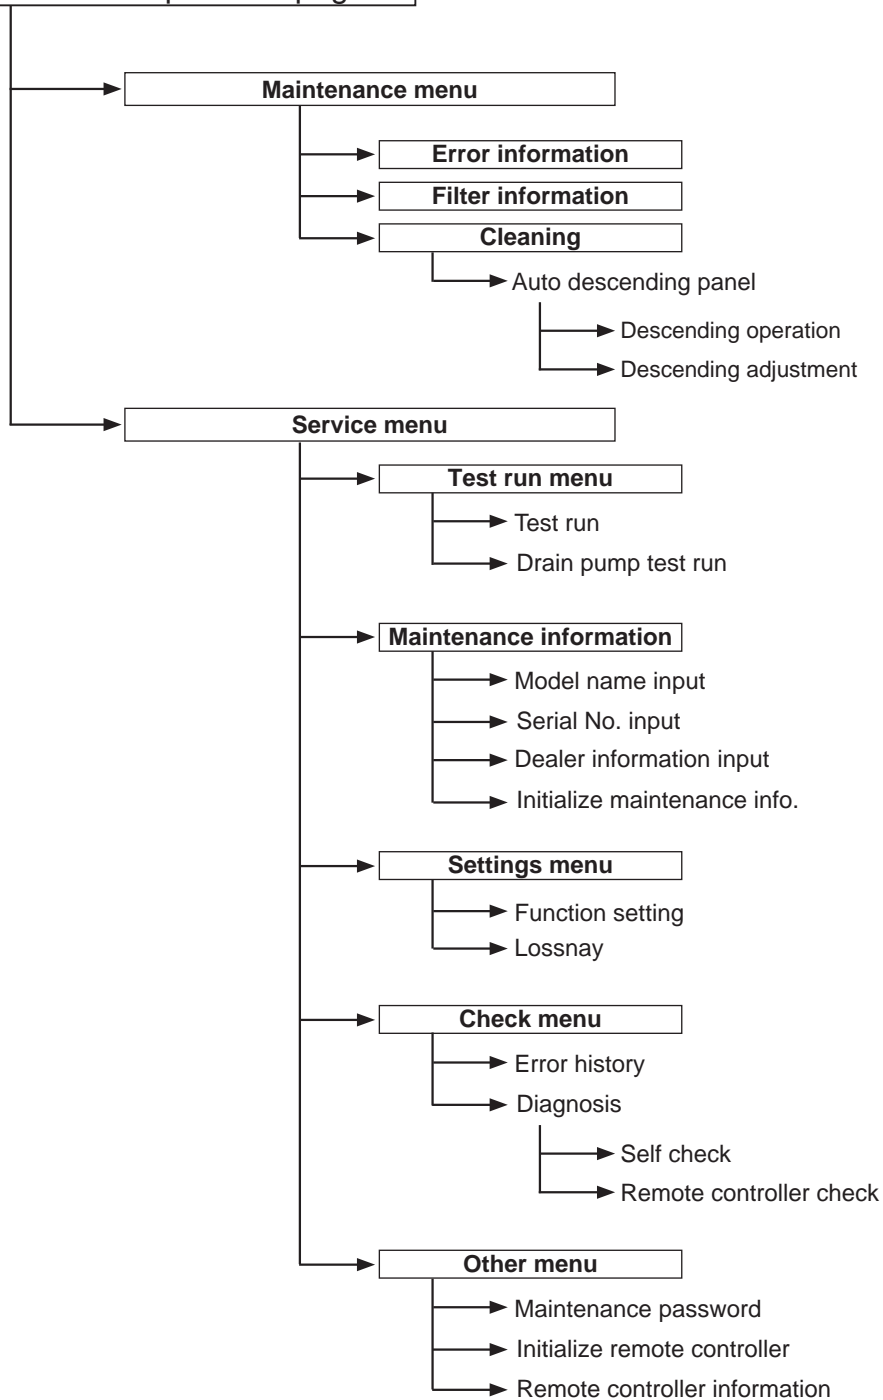 Maintenance menu
Error information
Filter information
Cleaning
Auto descending panel
Descending operation
Descending adjustment
Service menu
Test run menu
Test run
Drain pump test run
Maintenance information
Model name input
Serial No. input
Dealer information input
Initialize maintenance info.
Settings menu
Function setting
Lossnay
Check menu
Error history
Diagnosis
Self check
Remote controller check
Other menu
Maintenance password
Initialize remote controller
Remote controller information